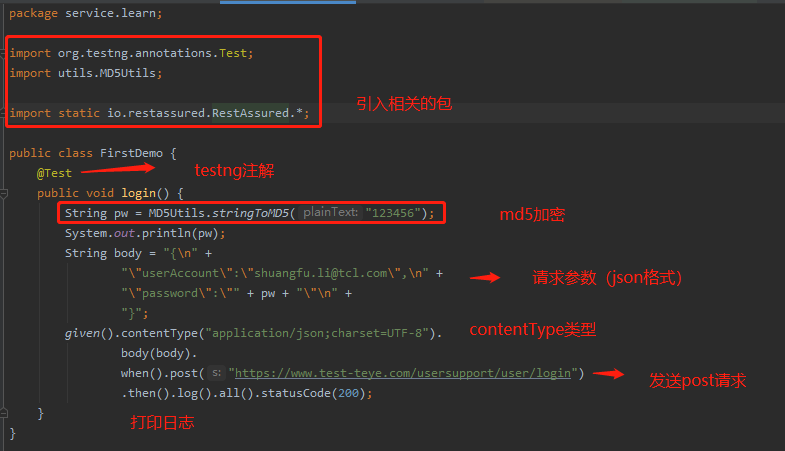 package service.learn;
import org.testng.annotations.Test;
import utils.MD5Utils;
import static io.restassured.RestAssured.*;
引入相关的包
public class FirstDemo {
@Test
testng注解
public void login() {
String pw = MD5Utils.stringToMD5( plainText: "123456");
md5加密
System.out.println(pw);
String body = "{\n" +
"\"userAccount\":\"shuangfu.li@tcl.com\",\n" +
请求参数（json格式）
"\"password\":\"" + pw + "\"\n" +
"}";
given().contentType("application/json;charset=UTF-8").
contentType类型
body(body).
when().post( s: "https://www.test-teye.com/usersupport/user/login")
发送post请求
.then().log().all().statusCode(200);
打印日志
}
}